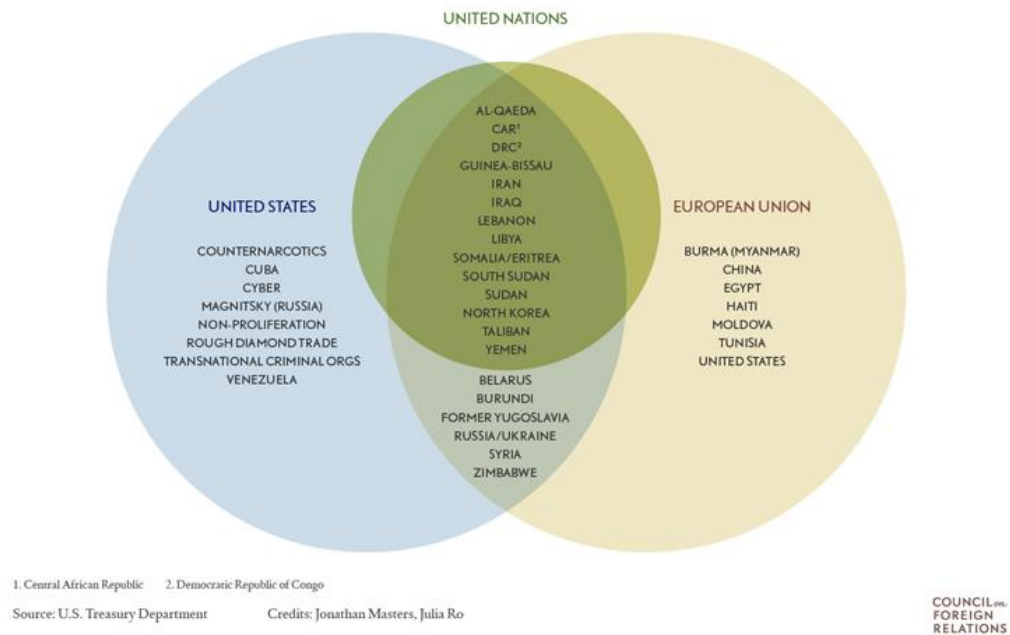 UNITED NATIONS
UNITED STATES
COUNTERNARCOTICS
CUBA
CYBER
MAGNITSKY (RUSSIA)
NON-PROLIFERATION
ROUGH DIAMOND TRADE
TRANSNATIONAL CRIMINAL ORGS
VENEZUELA
AL-QAEDA
CAR¹
DRC²
GUINEA-BISSAU
IRAN
IRAQ
LEBANON
LIBYA
SOMALIA/ERITREA
SOUTH SUDAN
SUDAN
NORTH KOREA
TALIBAN
YEMEN
BELARUS
BURUNDI
FORMER YUGOSLAVIA
RUSSIA/UKRAINE
SYRIA
ZIMBABWE
EUROPEAN UNION
BURMA (MYANMAR)
CHINA
EGYPT
HAITI
MOLDOVA
TUNISIA
UNITED STATES
1. Central African Republic 2. Democratic Republic of Congo
Source: U.S. Treasury Department Credits: Jonathan Masters, Julia Ro
COUNCIL on
FOREIGN
RELATIONS